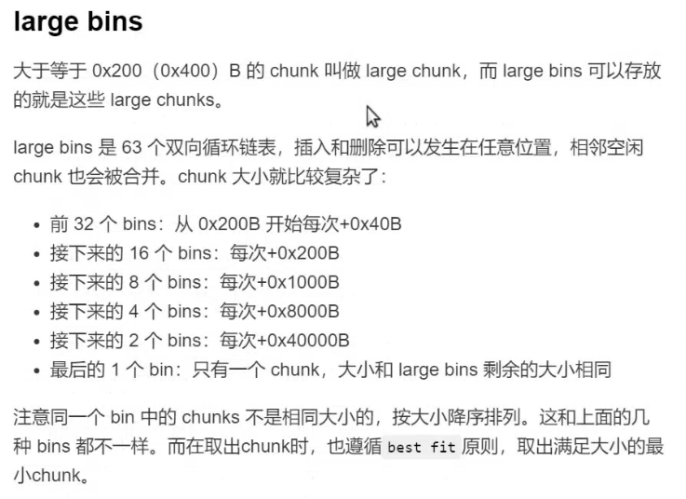 large bins
大于等于 0x200（0x400）B 的 chunk 叫做 large chunk，而 large bins 可以存放
的就是这些 large chunks。
large bins 是 63 个双向循环链表，插入和删除可以发生在任意位置，相邻空闲
chunk 也会被合并。chunk 大小就比较复杂了：
• 前 32 个 bins：从 0x200B 开始每次+0x40B
• 接下来的 16 个 bins：每次+0x200B
• 接下来的 8 个 bins：每次+0x1000B
• 接下来的 4 个 bins：每次+0x8000B
• 接下来的 2 个 bins：每次+0x40000B
• 最后的 1 个 bin：只有一个 chunk，大小和 large bins 剩余的大小相同
注意同一个 bin 中的 chunks 不是相同大小的，按大小降序排列。这和上面的几
种 bins 都不一样。而在取出chunk时，也遵循 best fit 原则，取出满足大小的最
小chunk。